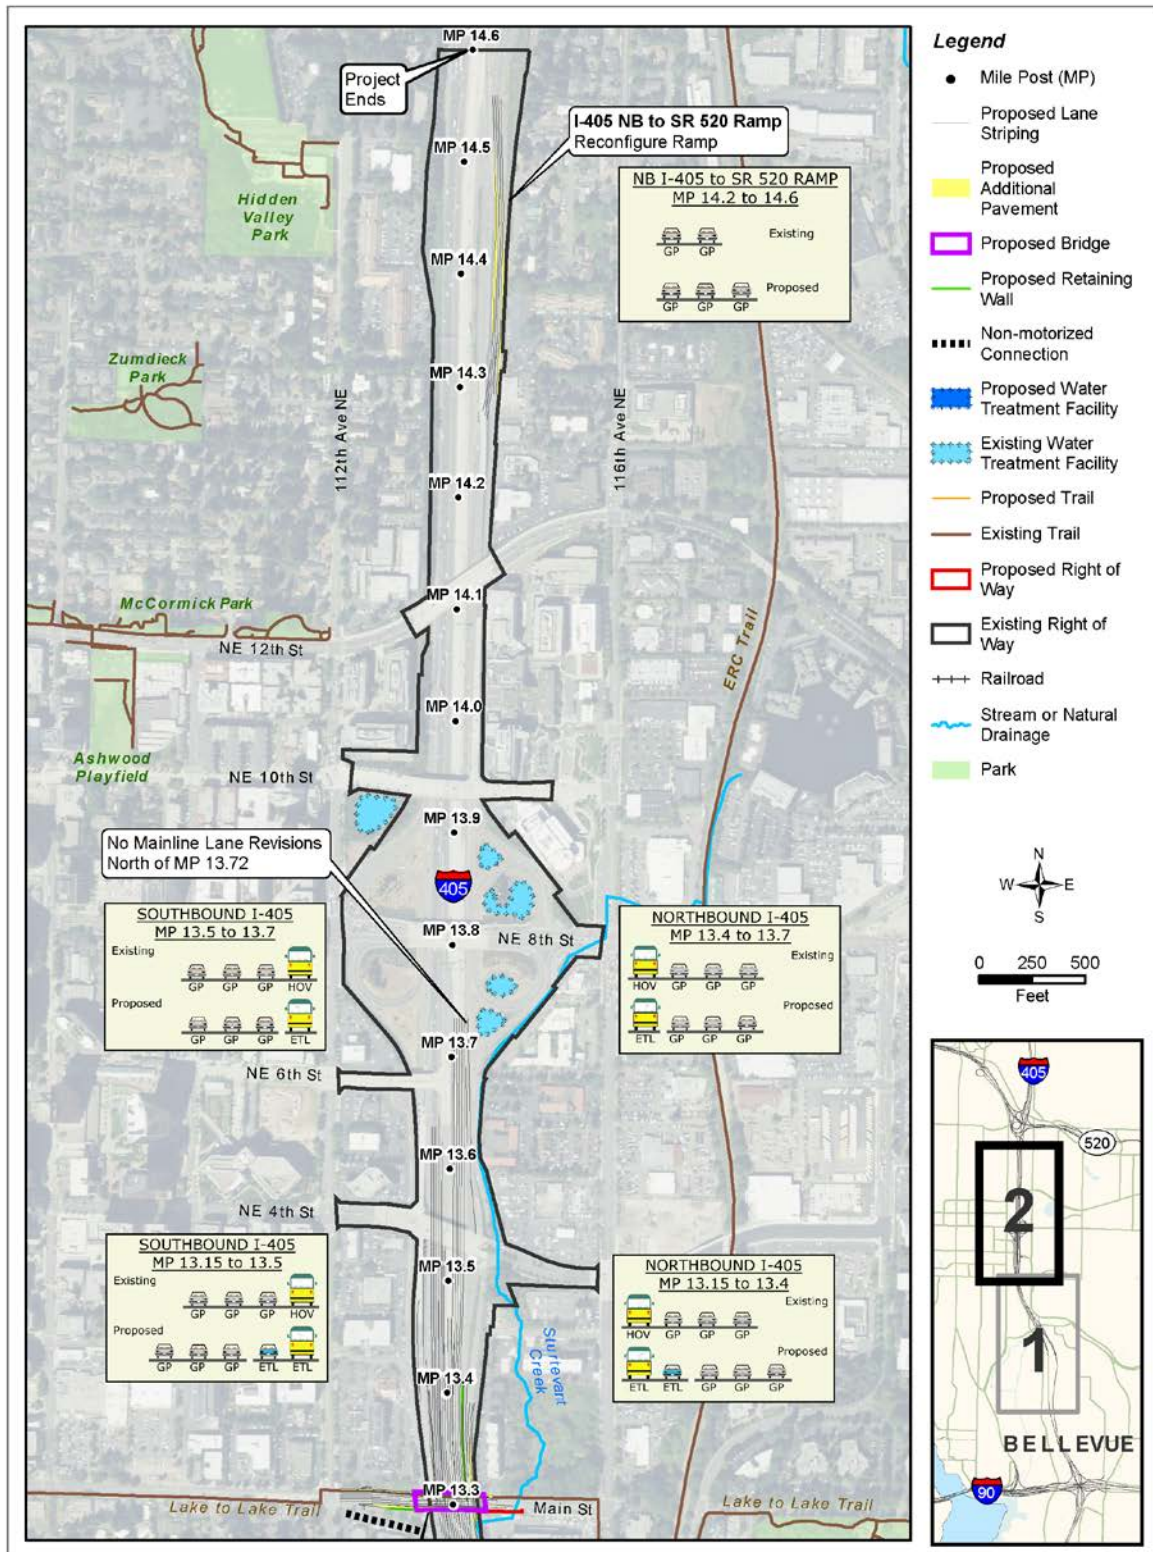 MP 14.6
Project
Ends
I-405 NB to SR 520 Ramp
Reconfigure Ramp
MP 14.5
NB I-405 to SR 520 RAMP
MP 14.2 to 14.6
Existing
GP GP
Proposed
GP GP GP
Hidden
Valley
Park
MP 14.4
Zumdieck
Park
MP 14.3
112th Ave NE
116th Ave NE
MP 14.2
McCormick Park
MP 14.1
NE 12th St
ERC Trail
MP 14.0
Ashwood
Playfield
NE 10th St
MP 13.9
No Mainline Lane Revisions
North of MP 13.72
405
SOUTHBOUND I-405
MP 13.5 to 13.7
Existing
GP GP GP HOV
Proposed
GP GP GP ETL
MP 13.8
NE 8th St
NORTHBOUND I-405
MP 13.4 to 13.7
Existing
HOV GP GP GP
Proposed
ETL GP GP GP
MP 13.7
NE 6th St
MP 13.6
NE 4th St
SOUTHBOUND I-405
MP 13.15 to 13.5
Existing
GP GP GP HOV
Proposed
GP GP GP ETL ETL
MP 13.5
NORTHBOUND I-405
MP 13.15 to 13.4
Existing
HOV GP GP GP
Proposed
ETL ETL GP GP GP
Sturtevant
Creek
MP 13.4
MP 13.3
Lake to Lake Trail
Main St
Lake to Lake Trail
Legend
Mile Post (MP)
Proposed Lane
Striping
Proposed
Additional
Pavement
Proposed Bridge
Proposed Retaining
Wall
Non-motorized
Connection
Proposed Water
Treatment Facility
Existing Water
Treatment Facility
Proposed Trail
Existing Trail
Proposed Right of
Way
Existing Right of
Way
Railroad
Stream or Natural
Drainage
Park
N
W E
S
0 250 500
Feet
405
520
2
1
BELLEVUE
90